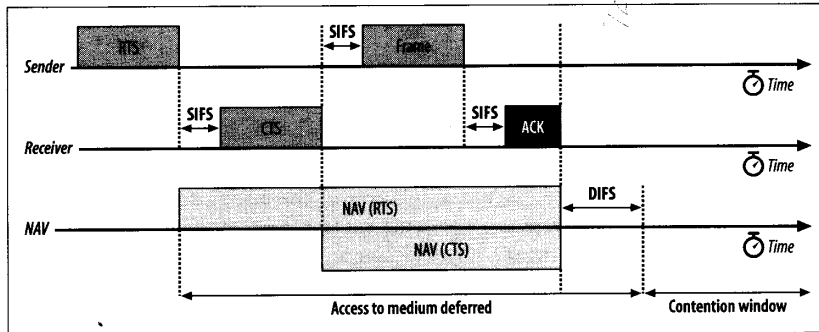 RTS
SIFS
Frame
Sender
Time
SIFS
CTS
SIFS
ACK
Receiver
Time
NAV (RTS)
DIFS
NAV
NAV (CTS)
Time
Access to medium deferred
Contention window